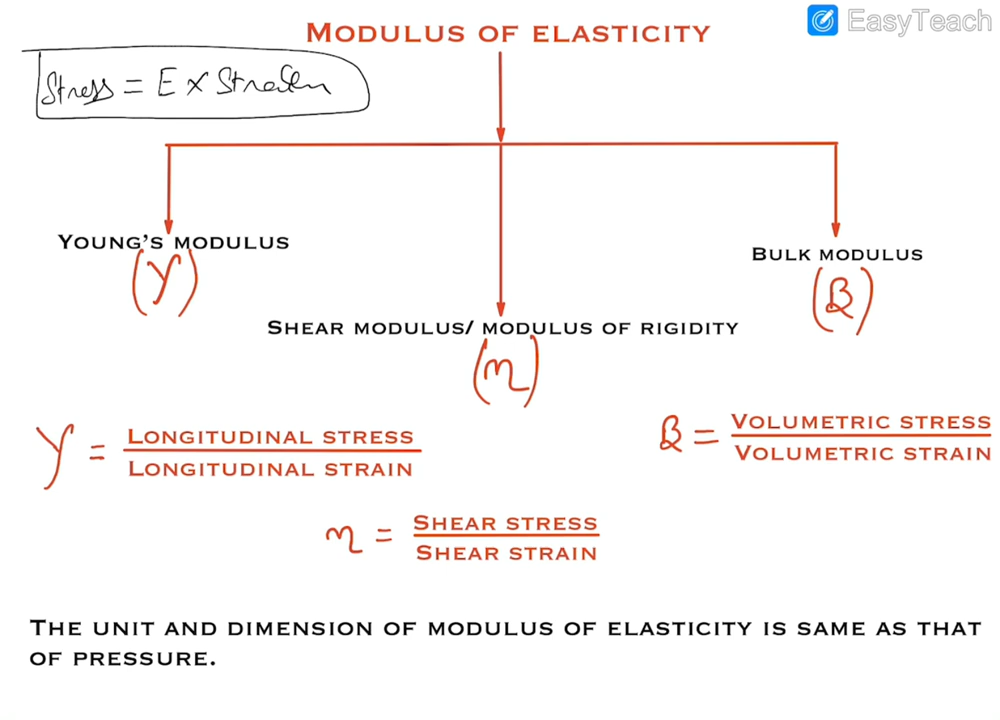 EasyTeach
MODULUS OF ELASTICITY
Stress = E × Strain
YOUNG'S MODULUS
(Y)
BULK MODULUS
(B)
SHEAR MODULUS/ MODULUS OF RIGIDITY
(η)
Y = LONGITUDINAL STRESS
LONGITUDINAL STRAIN
B = VOLUMETRIC STRESS
VOLUMETRIC STRAIN
η = SHEAR STRESS
SHEAR STRAIN
THE UNIT AND DIMENSION OF MODULUS OF ELASTICITY IS SAME AS THAT
OF PRESSURE.